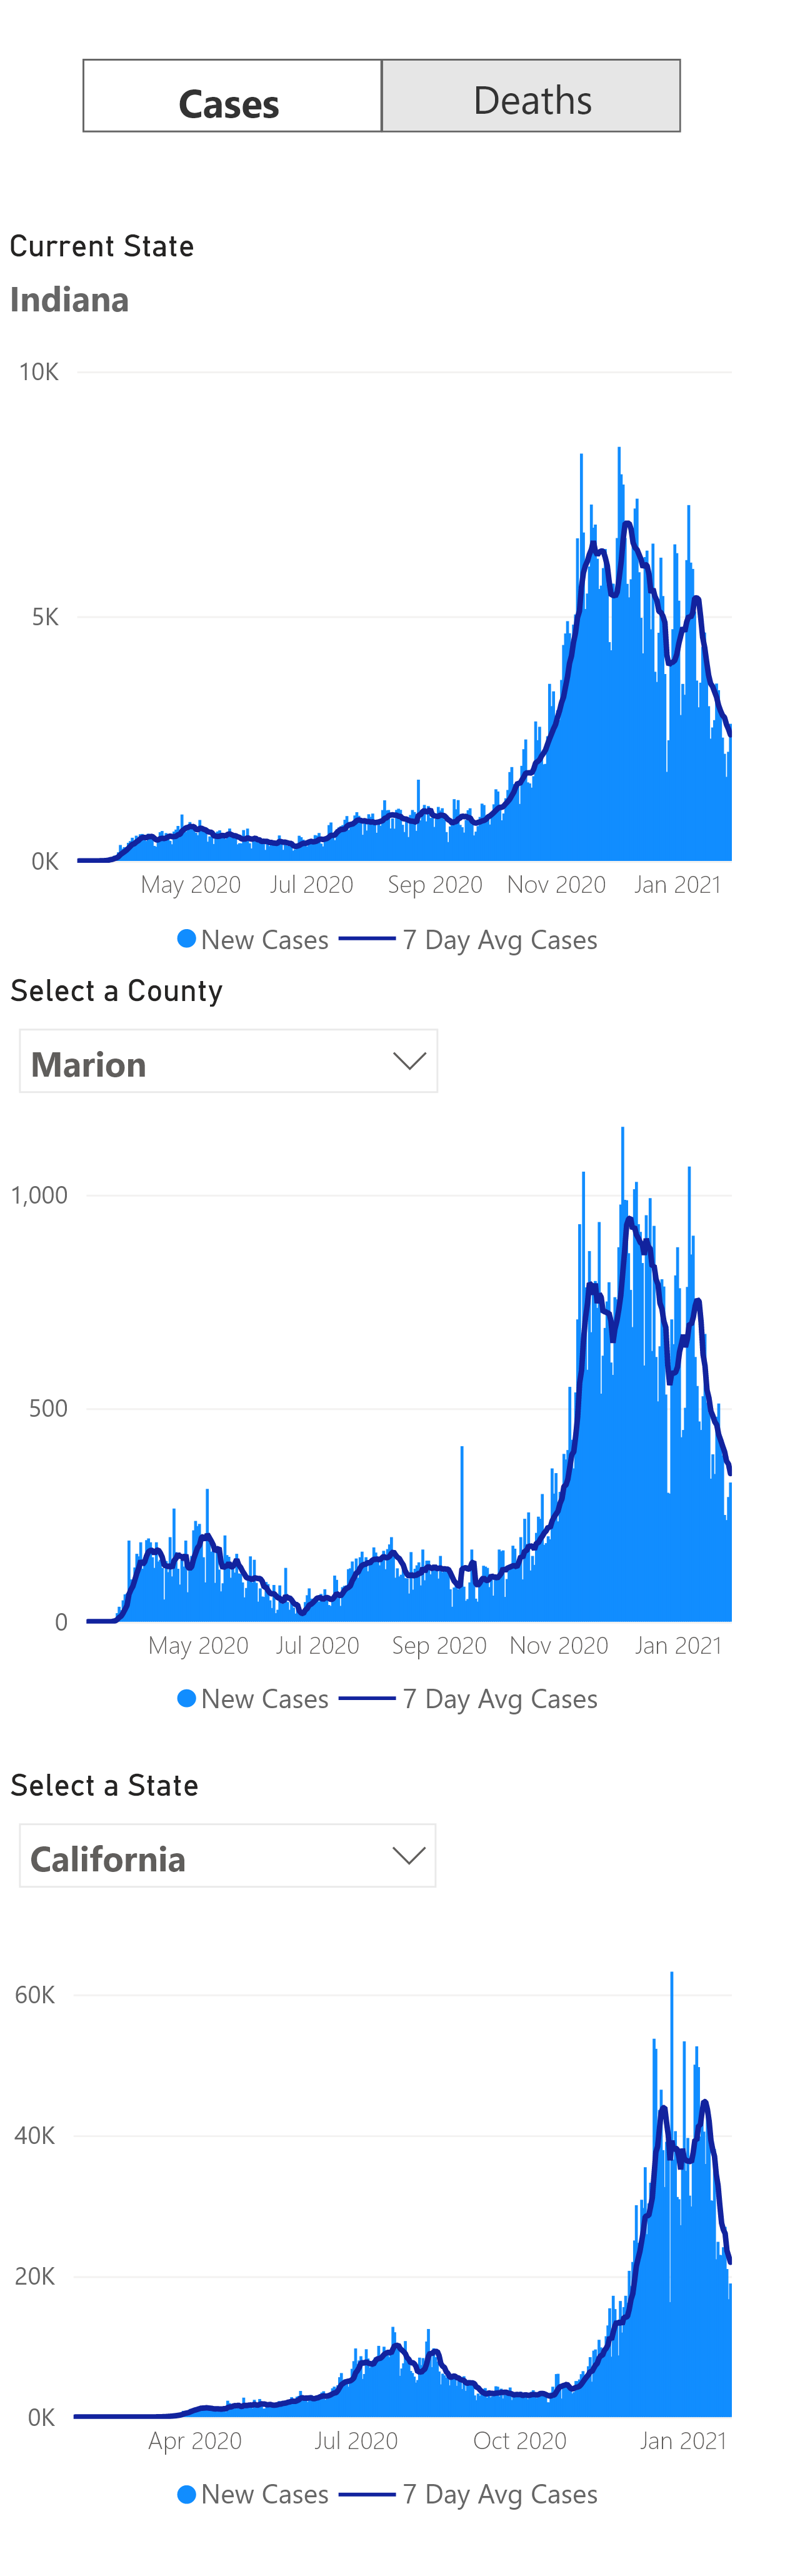 Cases Deaths
Current State
Indiana
10K
5K
0K
May 2020 Jul 2020 Sep 2020 Nov 2020 Jan 2021
New Cases 7 Day Avg Cases
Select a County
Marion
1,000
500
0
May 2020 Jul 2020 Sep 2020 Nov 2020 Jan 2021
New Cases 7 Day Avg Cases
Select a State
California
60K
40K
20K
0K
Apr 2020 Jul 2020 Oct 2020 Jan 2021
New Cases 7 Day Avg Cases